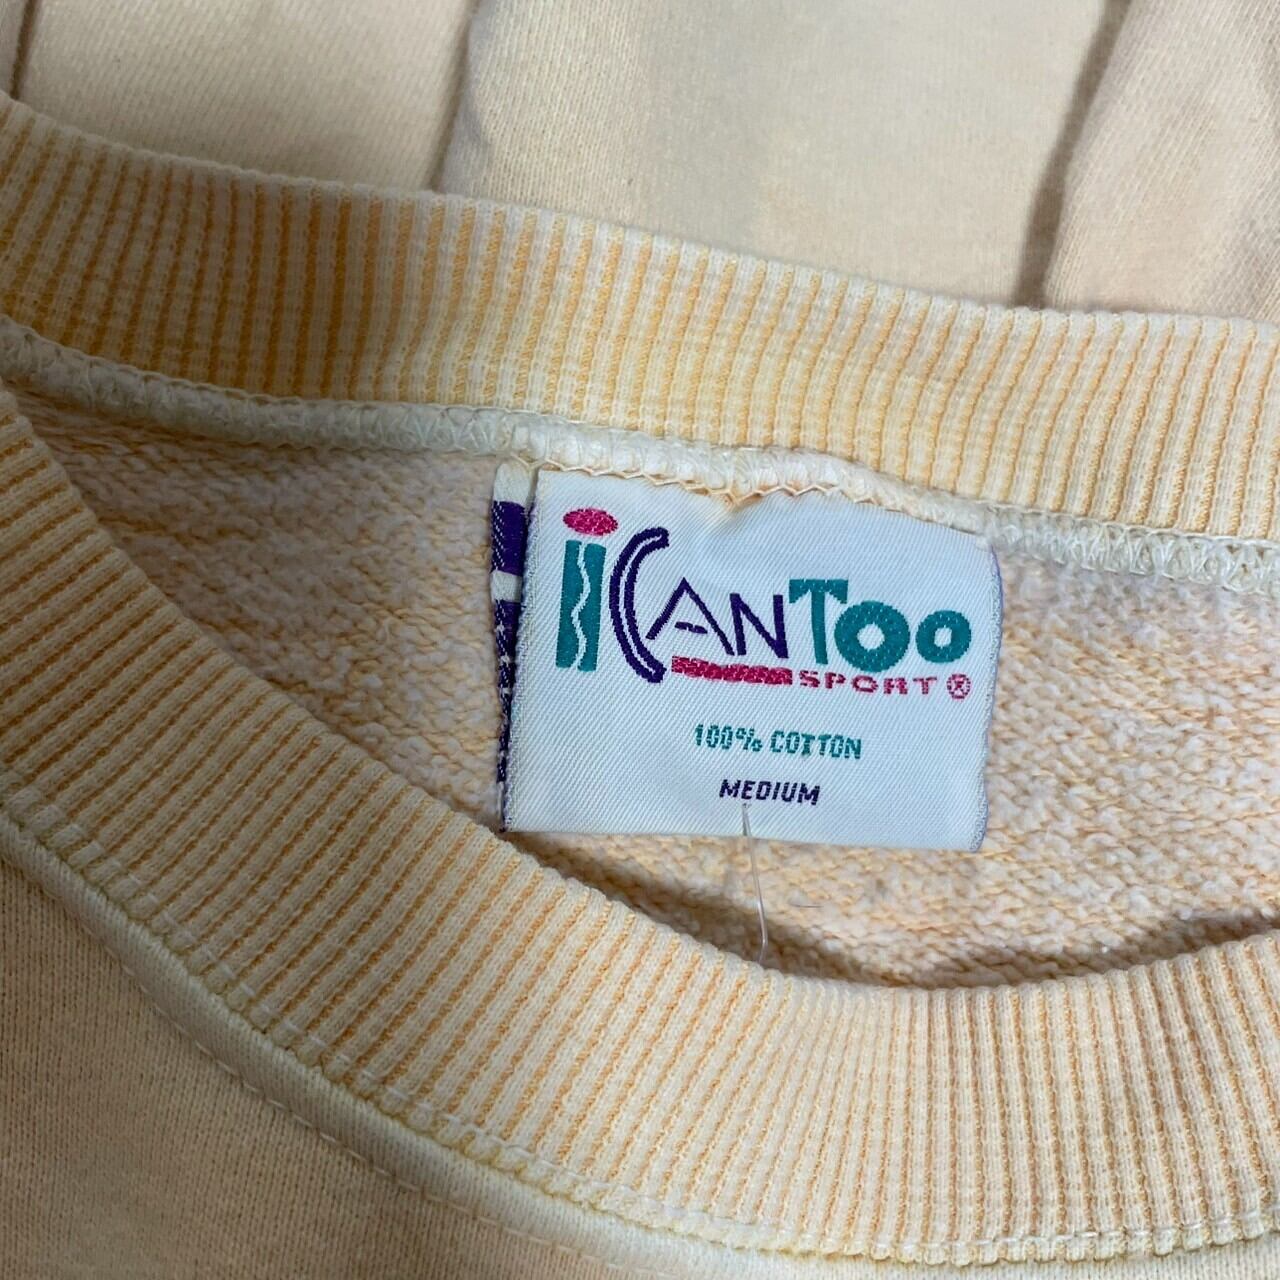 iCanToo
SPORT ®
100% COTTON
MEDIUM